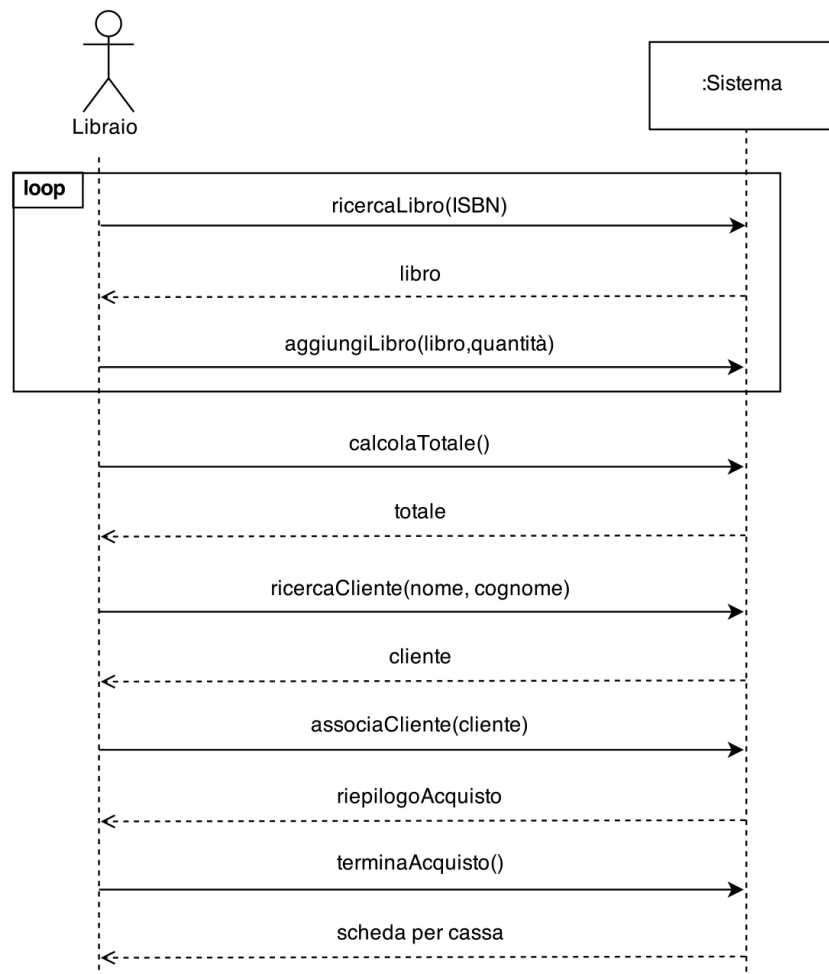 :Sistema
Libraio
loop
ricercaLibro(ISBN)
libro
aggiungiLibro(libro,quantità)
calcolaTotale()
totale
ricercaCliente(nome, cognome)
cliente
associaCliente(cliente)
riepilogoAcquisto
terminaAcquisto()
scheda per cassa